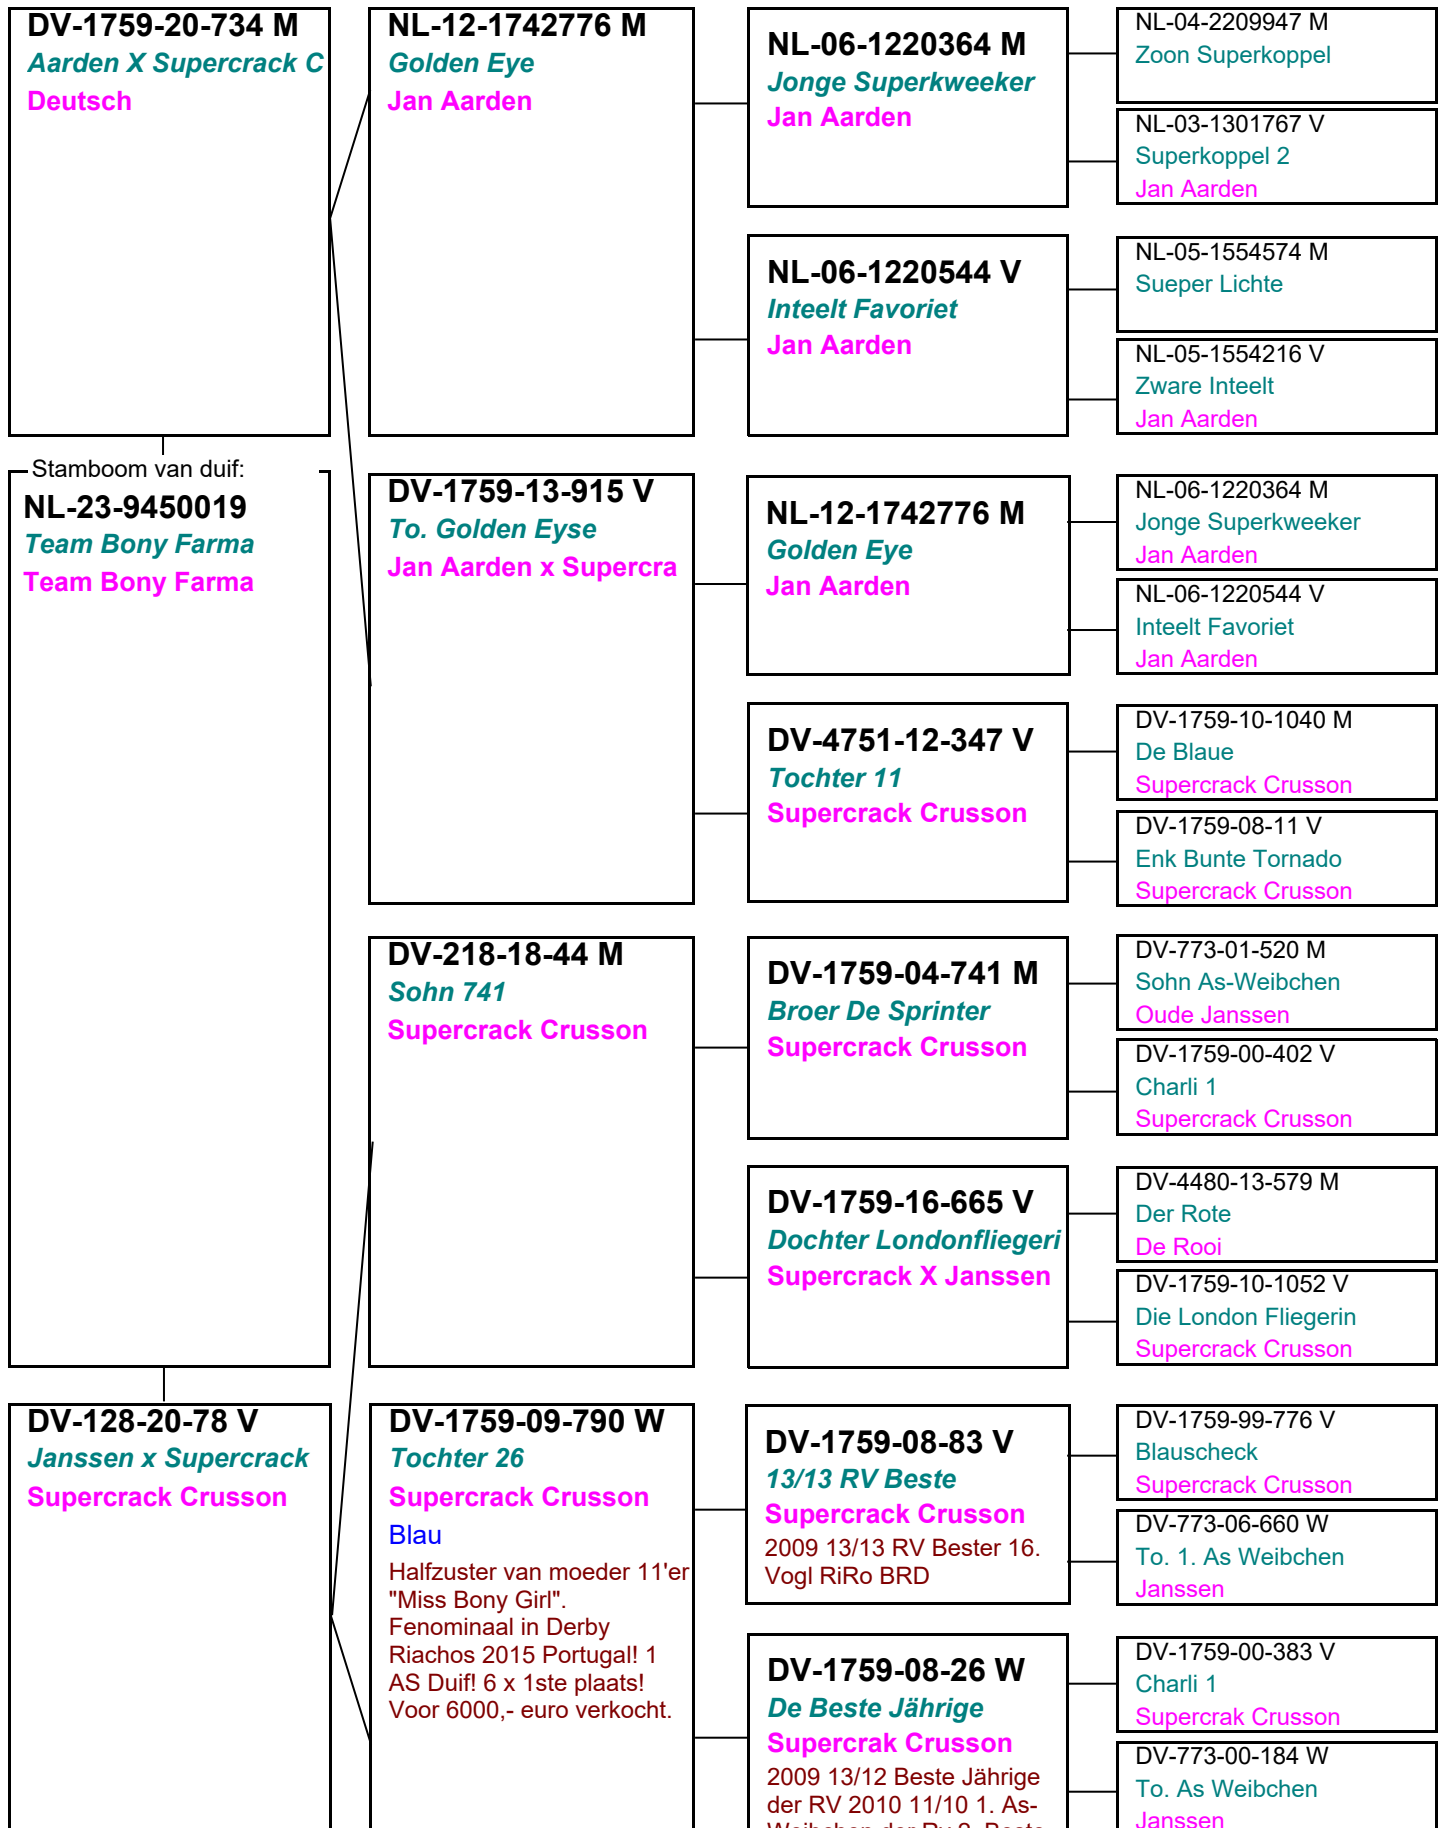 DV-1759-20-734 M
Aarden X Supercrack C
Deutsch
Stamboom van duif:
NL-23-9450019
Team Bony Farma
Team Bony Farma
DV-128-20-78 V
Janssen x Supercrack
Supercrack Crusson
NL-12-1742776 M
Golden Eye
Jan Aarden
DV-1759-13-915 V
To. Golden Eyse
Jan Aarden x Supercra
DV-218-18-44 M
Sohn 741
Supercrack Crusson
DV-1759-09-790 W
Tochter 26
Supercrack Crusson
Blau
Halfzuster van moeder 11'er
"Miss Bony Girl".
Fenominaal in Derby
Riachos 2015 Portugal! 1
AS Duif! 6 x 1ste plaats!
Voor 6000,- euro verkocht.
NL-06-1220364 M
Jonge Superkweeker
Jan Aarden
NL-06-1220544 V
Inteelt Favoriet
Jan Aarden
NL-12-1742776 M
Golden Eye
Jan Aarden
DV-4751-12-347 V
Tochter 11
Supercrack Crusson
DV-1759-04-741 M
Broer De Sprinter
Supercrack Crusson
DV-1759-16-665 V
Dochter Londonfliegeri
Supercrack X Janssen
DV-1759-08-83 V
13/13 RV Beste
Supercrack Crusson
2009 13/13 RV Bester 16.
Vogl RiRo BRD
DV-1759-08-26 W
De Beste Jährige
Supercrak Crusson
2009 13/12 Beste Jährige
der RV 2010 11/10 1. As-
Weibchen der Rv 2. Beste
NL-04-2209947 M
Zoon Superkoppel
NL-03-1301767 V
Superkoppel 2
Jan Aarden
NL-05-1554574 M
Sueper Lichte
NL-05-1554216 V
Zware Inteelt
Jan Aarden
NL-06-1220364 M
Jonge Superkweeker
Jan Aarden
NL-06-1220544 V
Inteelt Favoriet
Jan Aarden
DV-1759-10-1040 M
De Blaue
Supercrack Crusson
DV-1759-08-11 V
Enk Bunte Tornado
Supercrack Crusson
DV-773-01-520 M
Sohn As-Weibchen
Oude Janssen
DV-1759-00-402 V
Charli 1
Supercrack Crusson
DV-4480-13-579 M
Der Rote
De Rooi
DV-1759-10-1052 V
Die London Fliegerin
Supercrack Crusson
DV-1759-99-776 V
Blauscheck
Supercrack Crusson
DV-773-06-660 W
To. 1. As Weibchen
Janssen
DV-1759-00-383 V
Charli 1
Supercrak Crusson
DV-773-00-184 W
To. As Weibchen
Janssen